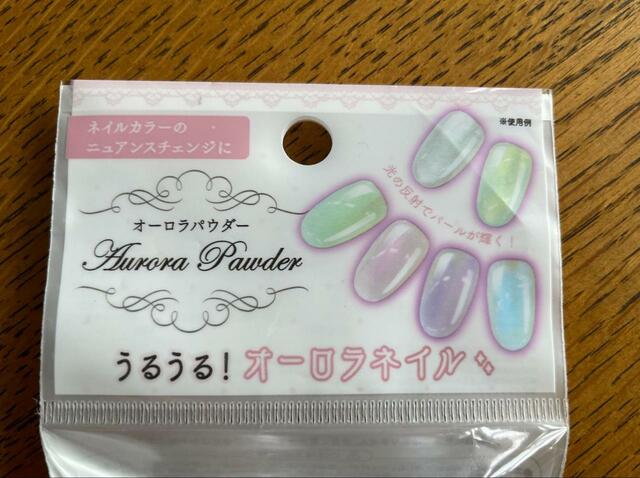 ネイルカラーの
ニュアンスチェンジに
※使用例
光の反射でパールが輝く!
オーロラパウダー
Aurora Pawder
うるうる!オーロラネイル